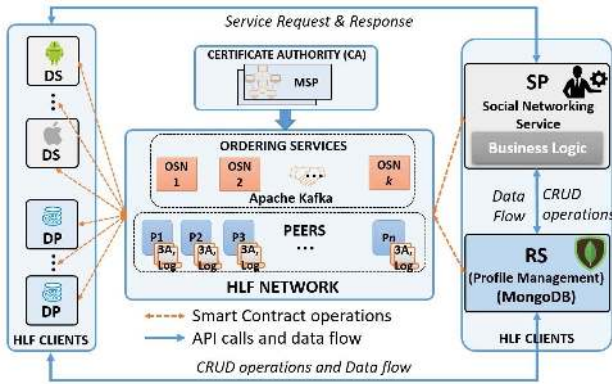 Service Request & Response
CERTIFICATE AUTHORITY (CA)
MSP
DS
DS
DP
DP
HLF CLIENTS
ORDERING SERVICES
OSN
1
OSN
2
OSN
k
Apache Kafka
PEERS
P1
P2
P3
...
Pn
3A,
Log
3A,
Log
3A,
Log
3A,
Log
HLF NETWORK
Smart Contract operations
API calls and data flow
SP
Social Networking
Service
Business Logic
Data
Flow
CRUD
operations
RS
(Profile Management)
(MongoDB)
HLF CLIENTS
CRUD operations and Data flow